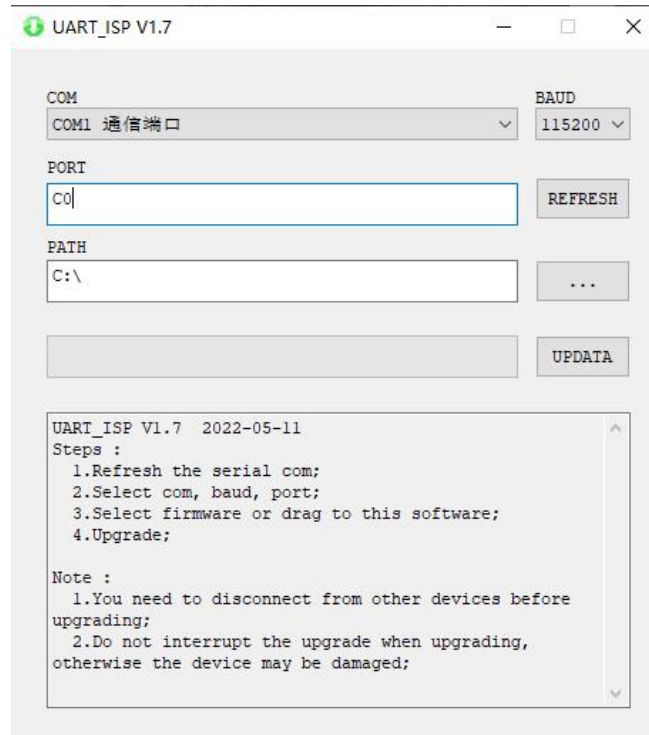 UART_ISP V1.7
COM
BAUD
COM1 通信端口
115200
PORT
C0
REFRESH
PATH
C:\
...
UPDATA
UART_ISP V1.7  2022-05-11
Steps :
  1.Refresh the serial com;
  2.Select com, baud, port;
  3.Select firmware or drag to this software;
  4.Upgrade;
Note :
  1.You need to disconnect from other devices before
upgrading;
  2.Do not interrupt the upgrade when upgrading,
otherwise the device may be damaged;